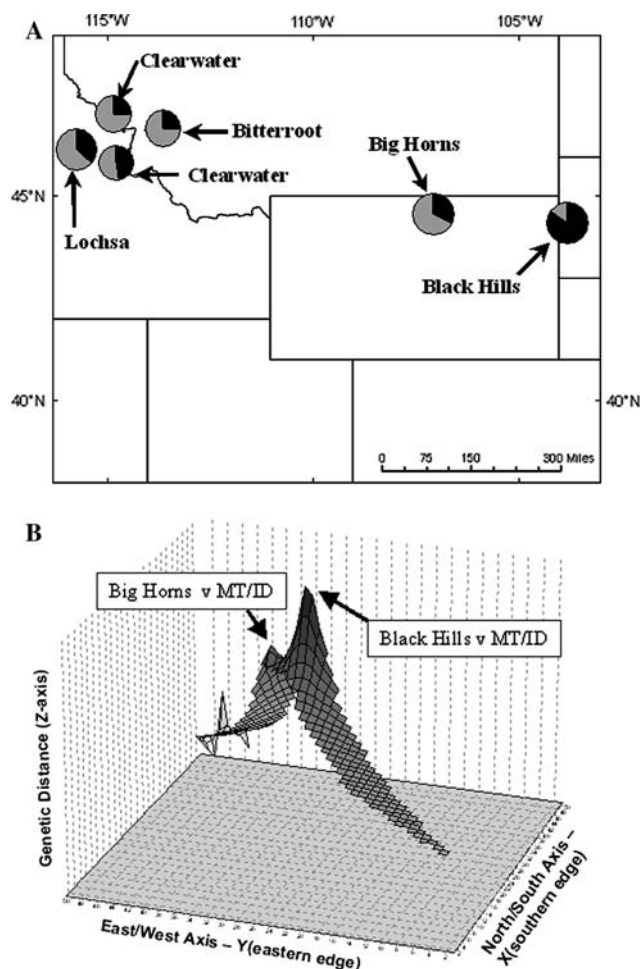 A
115°W
110°W
105°W
Clearwater
Bitterroot
Big Horns
Clearwater
45°N
Lochsa
Black Hills
40°N
40°N
0 75 150 300 Miles
B
Big Horns v MT/ID
Black Hills v MT/ID
Genetic Distance (Z-axis)
East/West Axis – Y(eastern edge)
North/South Axis –
X(southern edge)